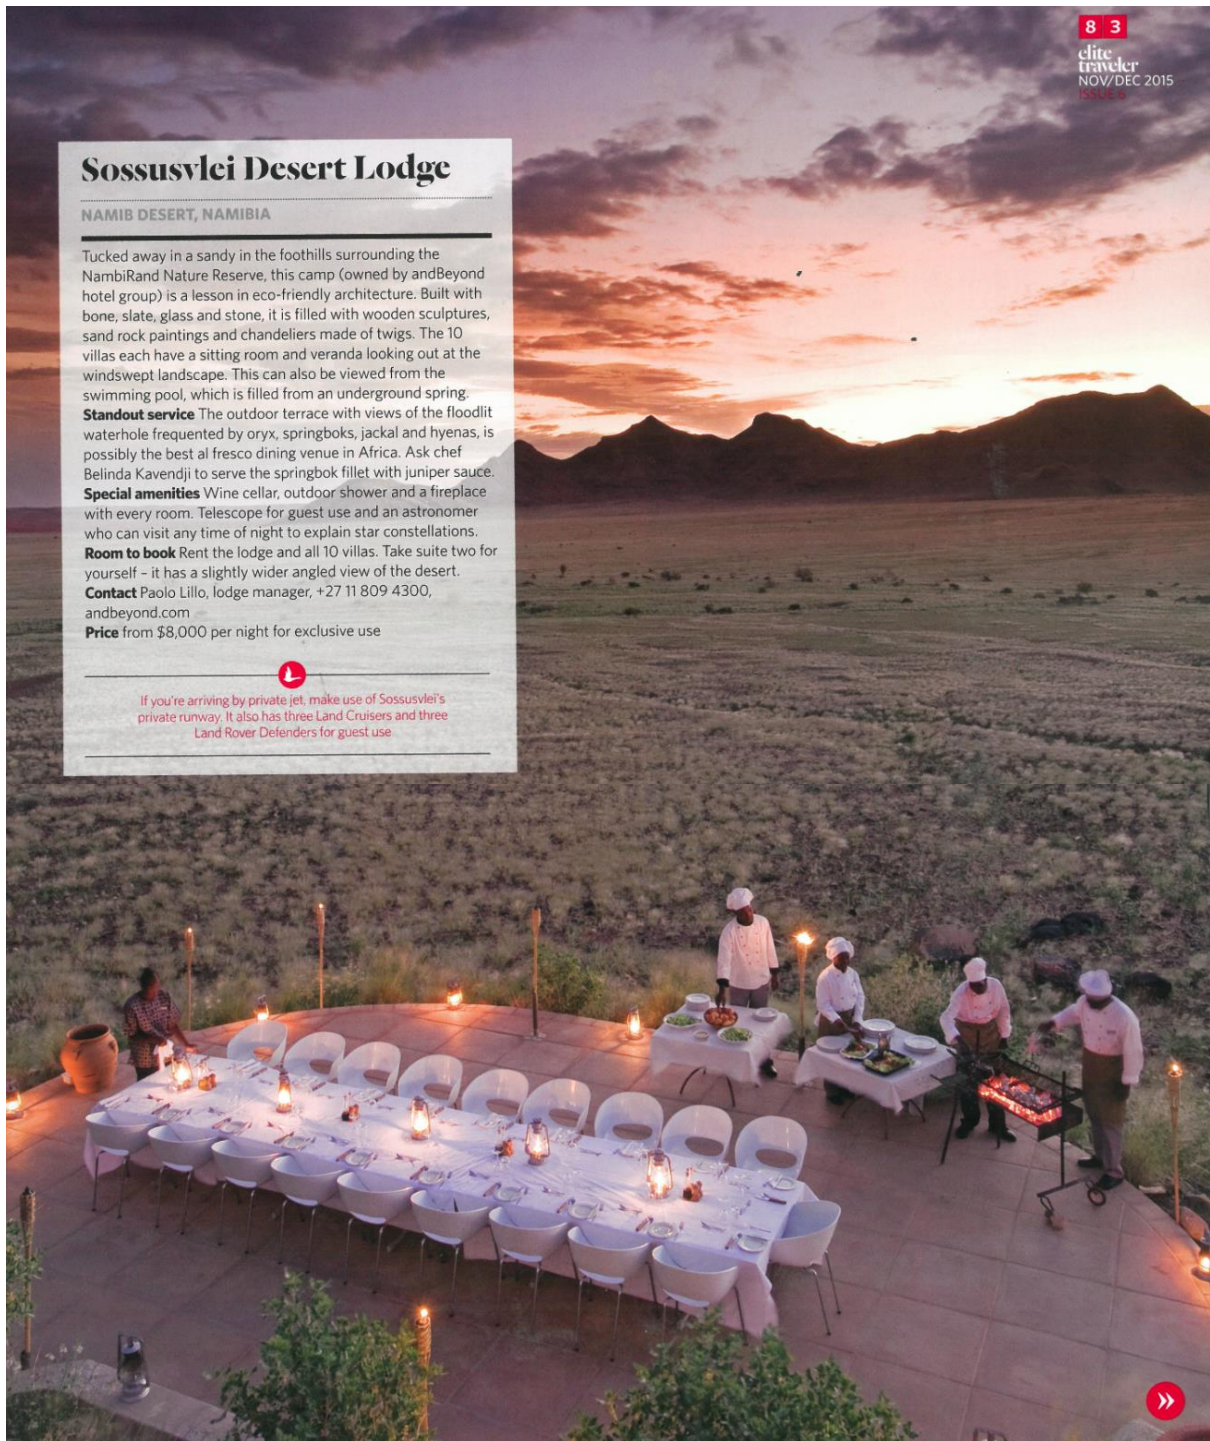 8 3
elite
traveler
NOV/DEC 2015
ISSUE 6
Sossusvlei Desert Lodge
NAMIB DESERT, NAMIBIA
Tucked away in a sandy in the foothills surrounding the
NambiRand Nature Reserve, this camp (owned by andBeyond
hotel group) is a lesson in eco-friendly architecture. Built with
bone, slate, glass and stone, it is filled with wooden sculptures,
sand rock paintings and chandeliers made of twigs. The 10
villas each have a sitting room and veranda looking out at the
windswept landscape. This can also be viewed from the
swimming pool, which is filled from an underground spring.
Standout service The outdoor terrace with views of the floodlit
waterhole frequented by oryx, springboks, jackal and hyenas, is
possibly the best al fresco dining venue in Africa. Ask chef
Belinda Kavendji to serve the springbok fillet with juniper sauce.
Special amenities Wine cellar, outdoor shower and a fireplace
with every room. Telescope for guest use and an astronomer
who can visit any time of night to explain star constellations.
Room to book Rent the lodge and all 10 villas. Take suite two for
yourself – it has a slightly wider angled view of the desert.
Contact Paolo Lillo, lodge manager, +27 11 809 4300,
andbeyond.com
Price from $8,000 per night for exclusive use
If you're arriving by private jet, make use of Sossusvlei's
private runway. It also has three Land Cruisers and three
Land Rover Defenders for guest use